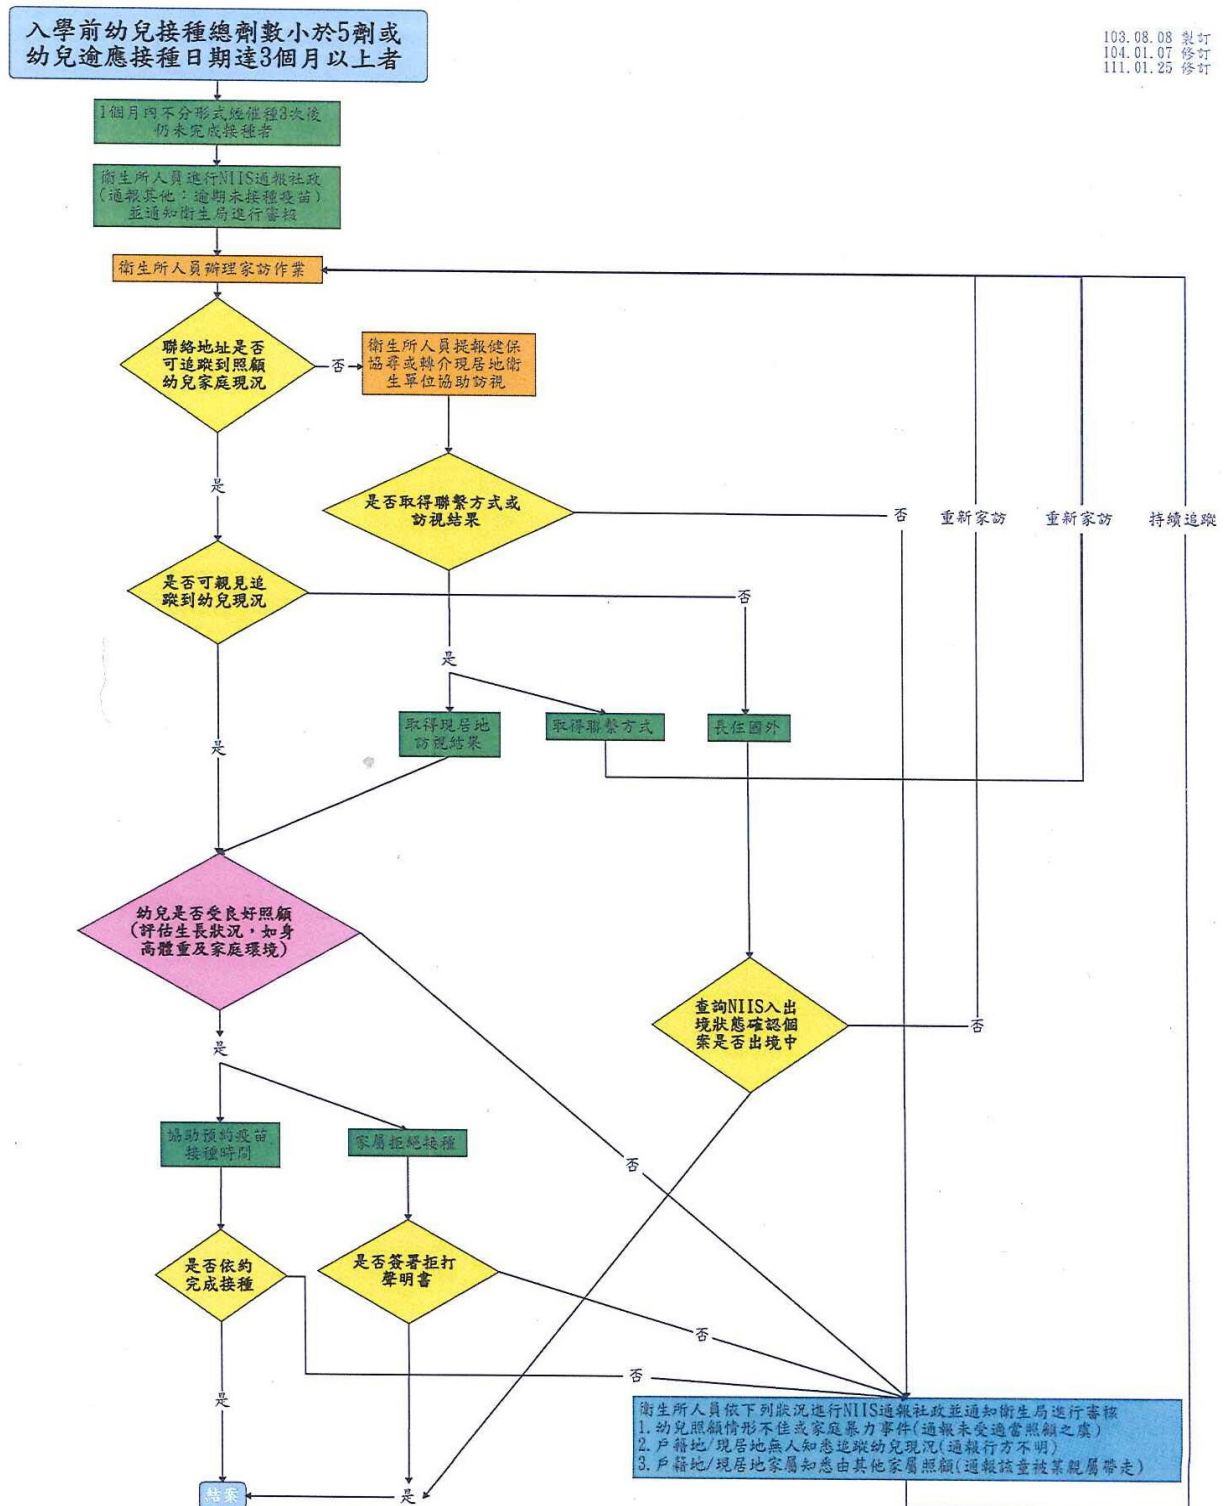 入學前幼兒接種總劑數小於5劑或
幼兒逾應接種日期達3個月以上者
103.08.08 製訂
104.01.07 修訂
111.01.25 修訂
1個月內不分形式經催種3次後
仍未完成接種者
衛生所人員進行NIIS通報社政
(通報其他：逾期未接種疫苗)
並通知衛生局進行審核
衛生所人員辦理家訪作業
聯絡地址是否
可追蹤到照顧
幼兒家庭現況
否
衛生所人員提報健保
協尋或轉介現居地衛
生單位協助訪視
是
是否取得聯繫方式或
訪視結果
否
重新家訪
重新家訪
持續追蹤
是否可親見追
蹤到幼兒現況
否
是
是
取得現居地
訪視結果
取得聯繫方式
長住國外
幼兒是否受良好照顧
(評估生長狀況，如身
高體重及家庭環境)
查詢NIIS入出
境狀態確認個
案是否出境中
否
是
協助預約疫苗
接種時間
家屬拒絕接種
否
是否依約
完成接種
是否簽署拒打
聲明書
否
否
是
衛生所人員依下列狀況進行NIIS通報社政並通知衛生局進行審核
1. 幼兒照顧情形不佳或家庭暴力事件(通報未受適當照顧之虞)
2. 戶籍地/現居地無人知悉追蹤幼兒現況(通報行方不明)
3. 戶籍地/現居地家屬知悉由其他家屬照顧(通報該童被某親屬帶走)
結案
是